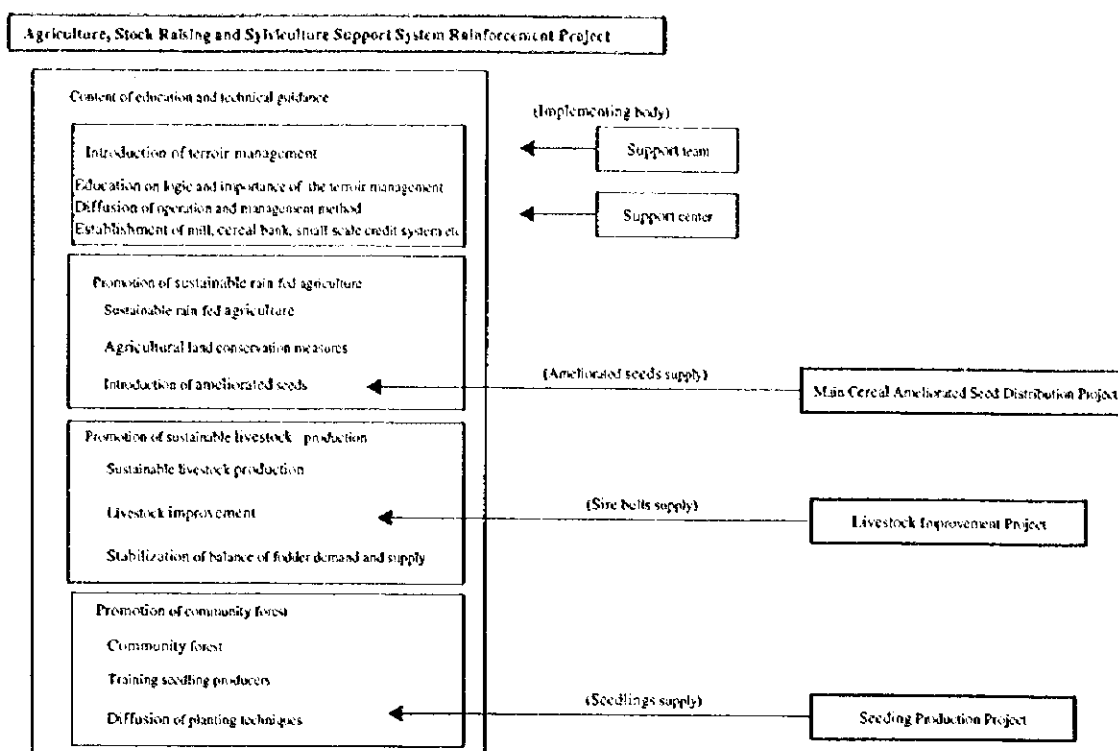 Agriculture, Stock Raising and Sylviculture Support System Reinforcement Project
Content of education and technical guidance
(Implementing body)
Introduction of terroir management
Support team
Education on logic and importance of the terroir management
Diffusion of operation and management method
Support center
Establishment of mill, cereal bank, small scale credit system etc
Promotion of sustainable rain fed agriculture
Sustainable rain fed agriculture
Agricultural land conservation measures
Introduction of ameliorated seeds
(Ameliorated seeds supply)
Main Cereal Ameliorated Seed Distribution Project
Promotion of sustainable livestock production
Sustainable livestock production
Livestock improvement
(Sire bulls supply)
Livestock Improvement Project
Stabilization of balance of fodder demand and supply
Promotion of community forest
Community forest
Training seedling producers
Diffusion of planting techniques
(Seedlings supply)
Seeding Production Project